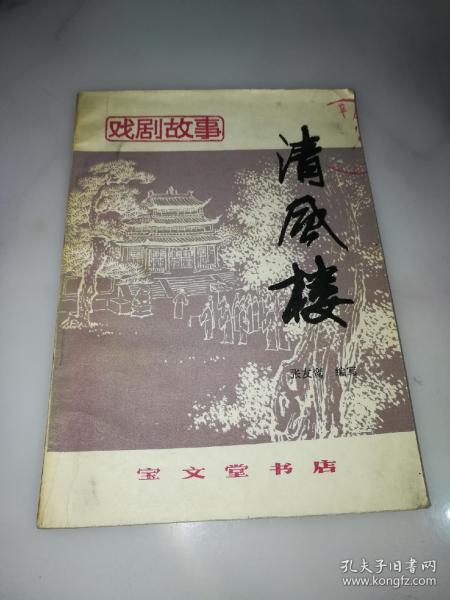 戏剧故事
清风楼
张友鸾 编写
宝文堂书店
孔夫子旧书网
www.kongfz.com